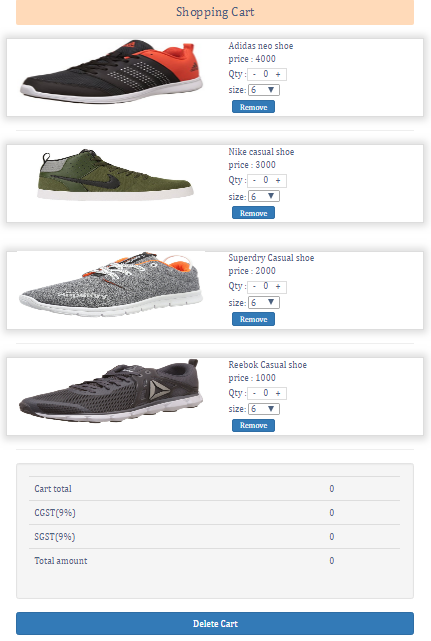 Shopping Cart
Adidas neo shoe
price : 4000
Qty : - 0 +
size: 6 ▼
Remove
Nike casual shoe
price : 3000
Qty : - 0 +
size: 6 ▼
Remove
Superdry Casual shoe
price : 2000
Qty : - 0 +
size: 6 ▼
Remove
Reebok Casual shoe
price : 1000
Qty : - 0 +
size: 6 ▼
Remove
Cart total 0
CGST(9%) 0
SGST(9%) 0
Total amount 0
Delete Cart